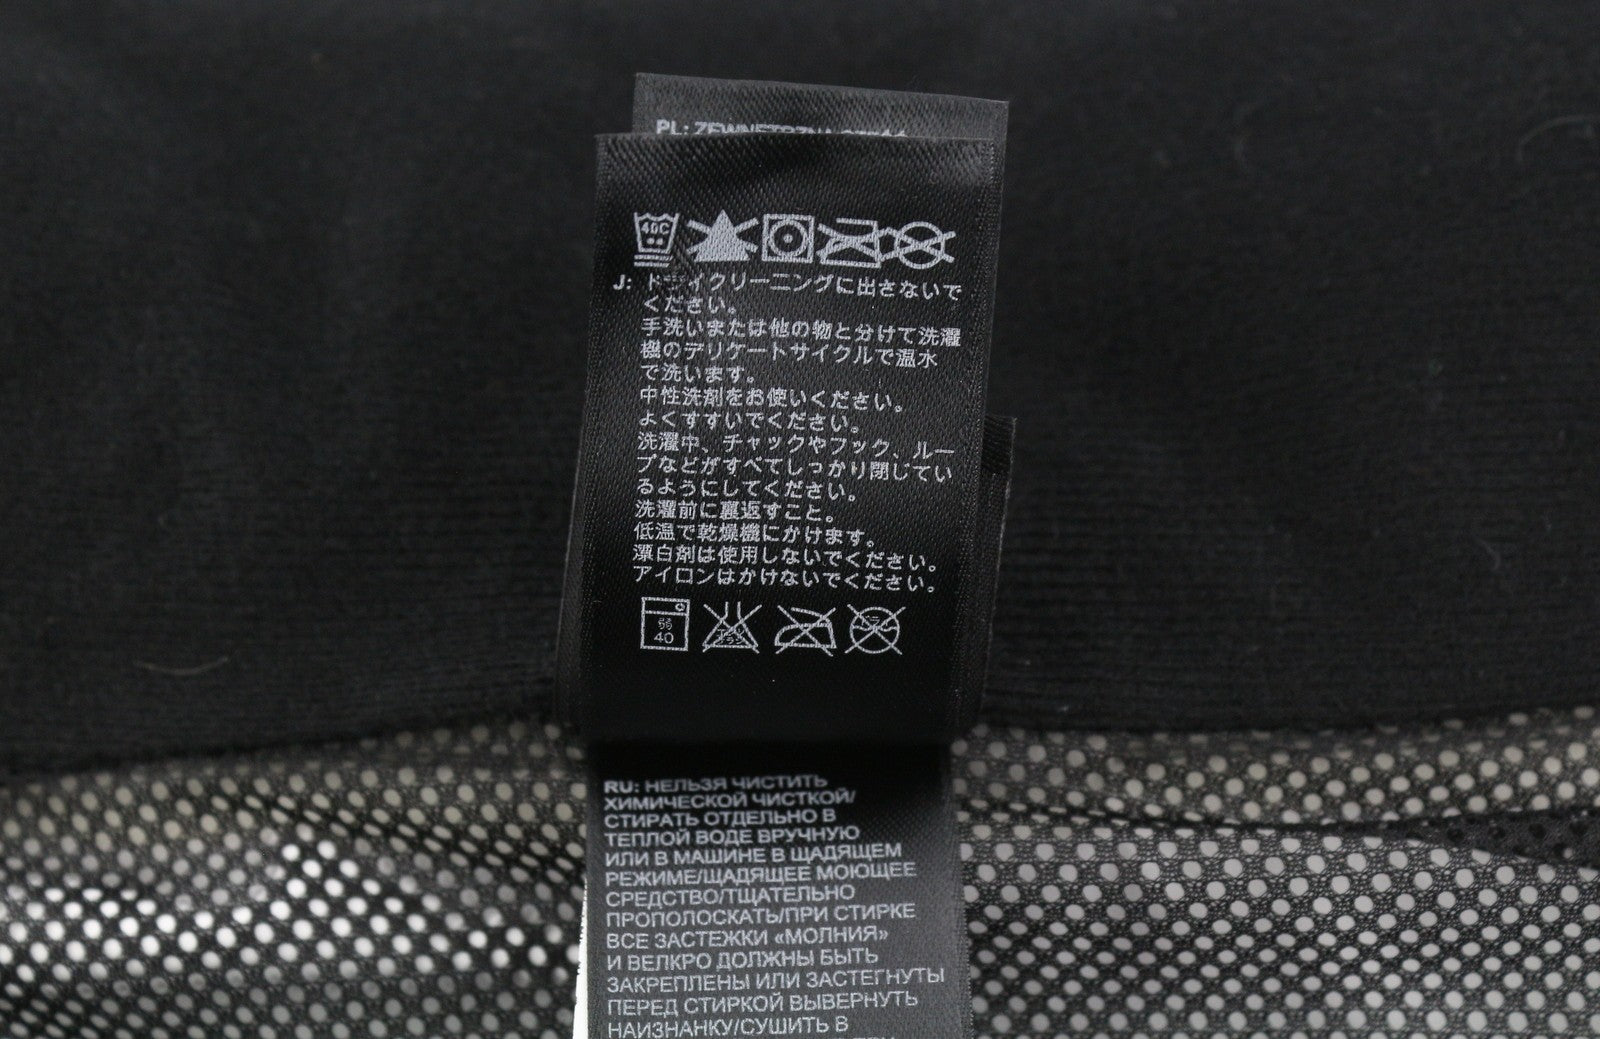 PL: ZEWNĘTRZNA
40C
J: ドライクリーニングに出さないで
ください。
手洗いまたは他の物と分けて洗濯
機のデリケートサイクルで温水
で洗います。
中性洗剤をお使いください。
よくすすいでください。
洗濯中、チャックやフック、ルー
プなどがすべてしっかり閉じてい
るようにしてください。
洗濯前に裏返すこと。
低温で乾燥機にかけます。
漂白剤は使用しないでください。
アイロンはかけないでください。
弱
40
RU: НЕЛЬЗЯ ЧИСТИТЬ
ХИМИЧЕСКОЙ ЧИСТКОЙ/
СТИРАТЬ ОТДЕЛЬНО В
ТЕПЛОЙ ВОДЕ ВРУЧНУЮ
ИЛИ В МАШИНЕ В ЩАДЯЩЕМ
РЕЖИМЕ/ЩАДЯЩЕЕ МОЮЩЕЕ
СРЕДСТВО/ТЩАТЕЛЬНО
ПРОПОЛОСКАТЬ/ПРИ СТИРКЕ
ВСЕ ЗАСТЕЖКИ «МОЛНИЯ»
И ВЕЛКРО ДОЛЖНЫ БЫТЬ
ЗАКРЕПЛЕНЫ ИЛИ ЗАСТЕГНУТЫ
ПЕРЕД СТИРКОЙ ВЫВЕРНУТЬ
НАИЗНАНКУ/СУШИТЬ В